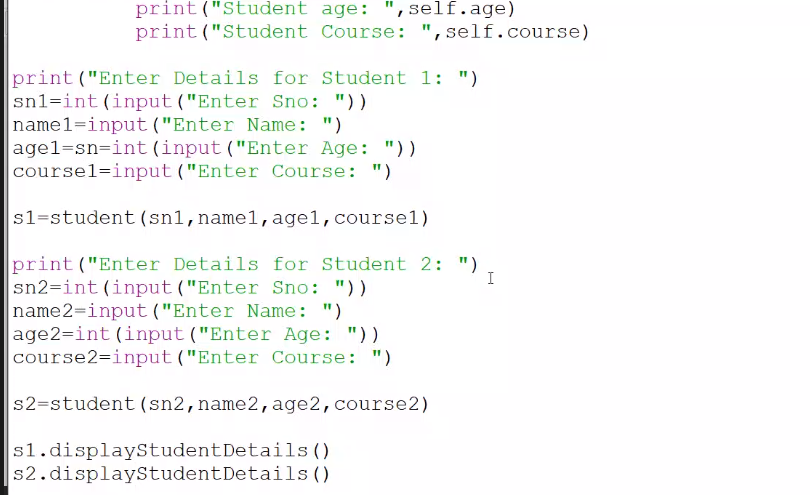 print("Student age: ",self.age)
print("Student Course: ",self.course)
print("Enter Details for Student 1: ")
sn1=int(input("Enter Sno: "))
name1=input("Enter Name: ")
age1=sn=int(input("Enter Age: "))
course1=input("Enter Course: ")
s1=student(sn1,name1,age1,course1)
print("Enter Details for Student 2: ")
sn2=int(input("Enter Sno: "))
name2=input("Enter Name: ")
age2=int(input("Enter Age: "))
course2=input("Enter Course: ")
s2=student(sn2,name2,age2,course2)
s1.displayStudentDetails()
s2.displayStudentDetails()